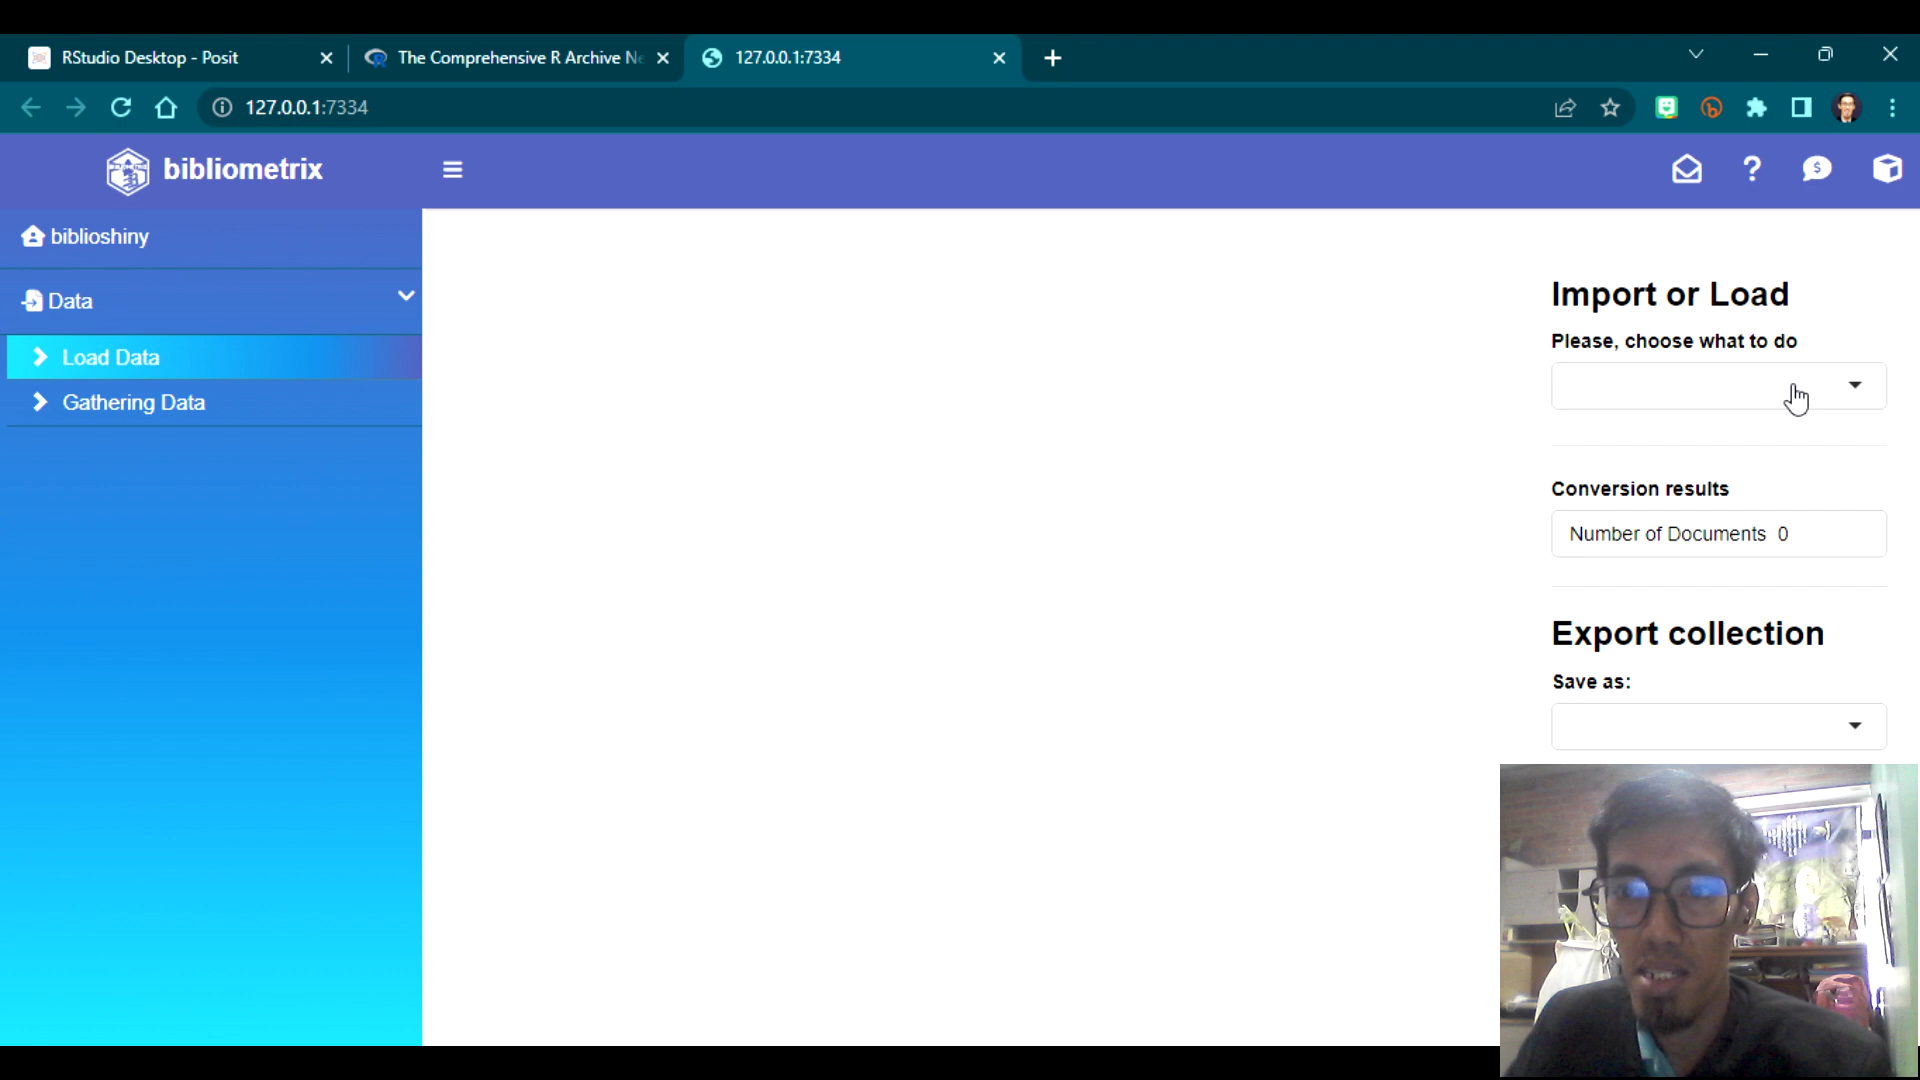 RStudio Desktop - Posit
The Comprehensive R Archive Ne
127.0.0.1:7334
127.0.0.1:7334
bibliometrix
biblioshiny
Data
Load Data
Gathering Data
Import or Load
Please, choose what to do
Conversion results
Number of Documents 0
Export collection
Save as: